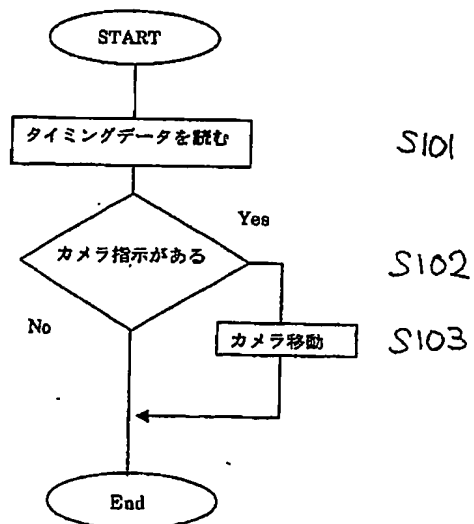 START
タイミングデータを読む
S101
Yes
カメラ指示がある
S102
No
カメラ移動
S103
End